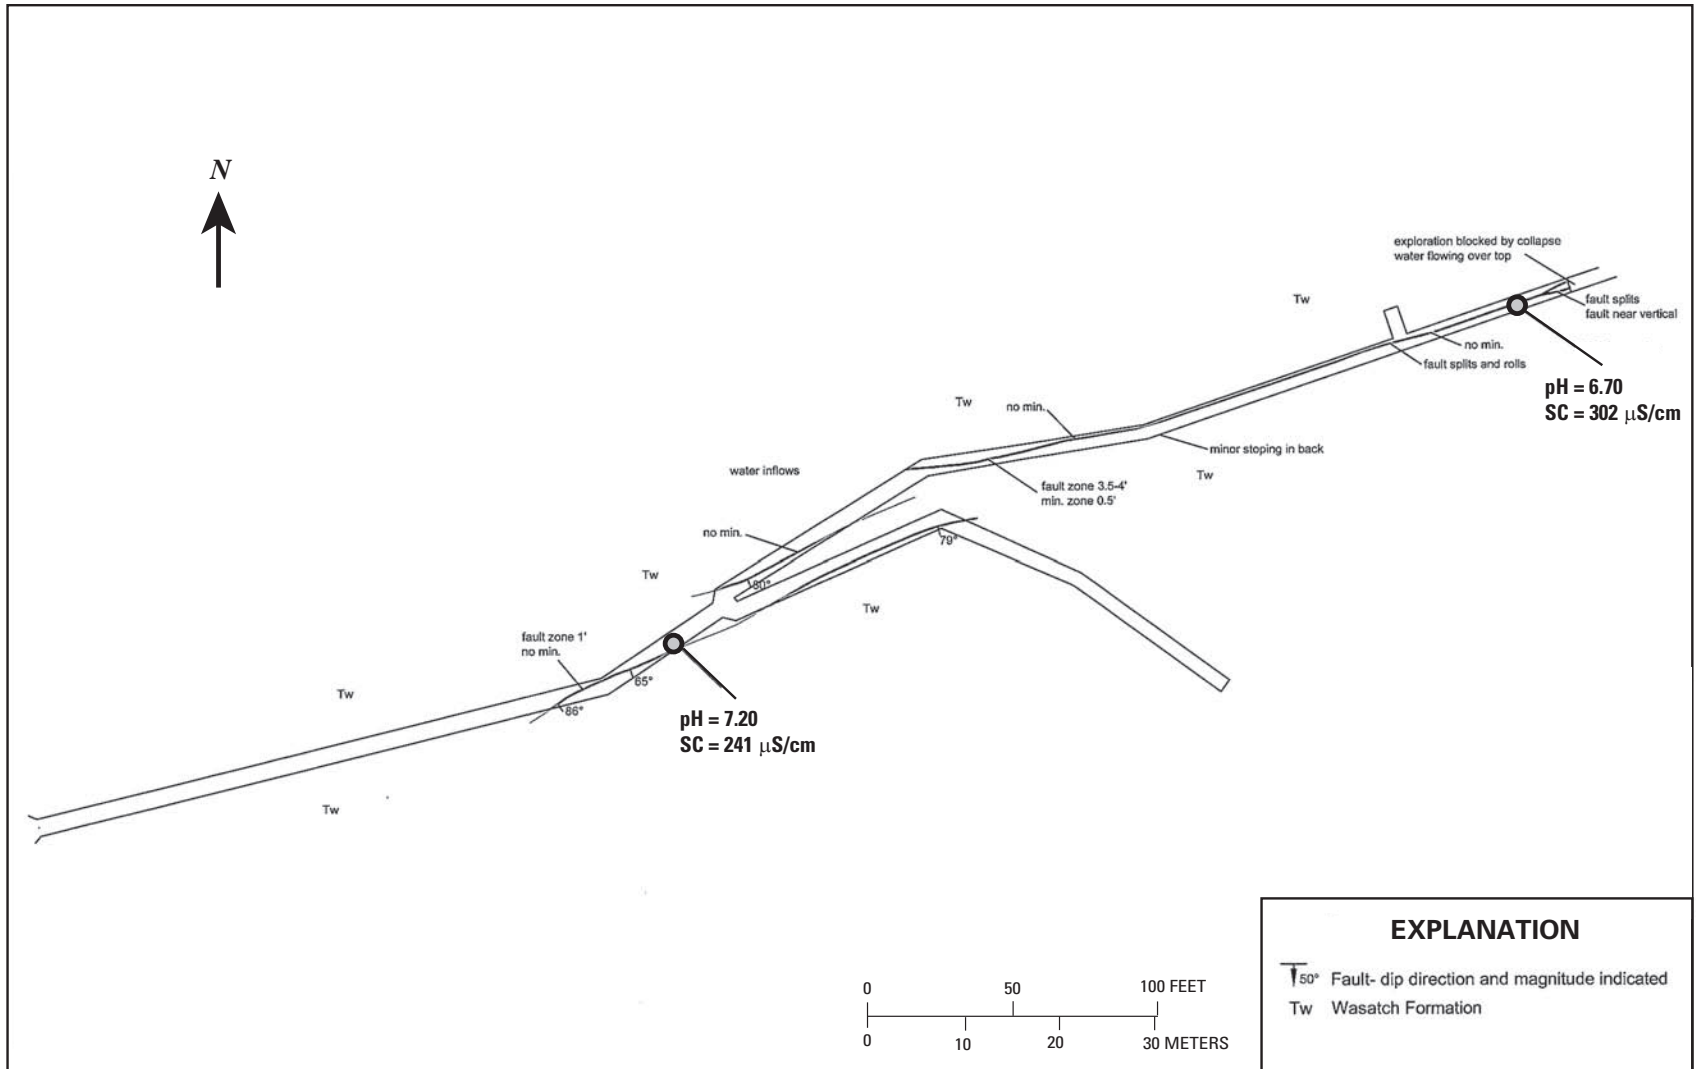 N
exploration blocked by collapse
water flowing over top
Tw
fault splits
fault near vertical
no min.
fault splits and rolls
pH = 6.70
SC = 302 μS/cm
Tw
no min.
minor stoping in back
Tw
water inflows
fault zone 3.5-4'
min. zone 0.5'
no min.
79°
Tw
80°
Tw
fault zone 1'
no min.
65°
Tw
86°
pH = 7.20
SC = 241 μS/cm
Tw
0 50 100 FEET
0 10 20 30 METERS
EXPLANATION
50° Fault- dip direction and magnitude indicated
Tw Wasatch Formation